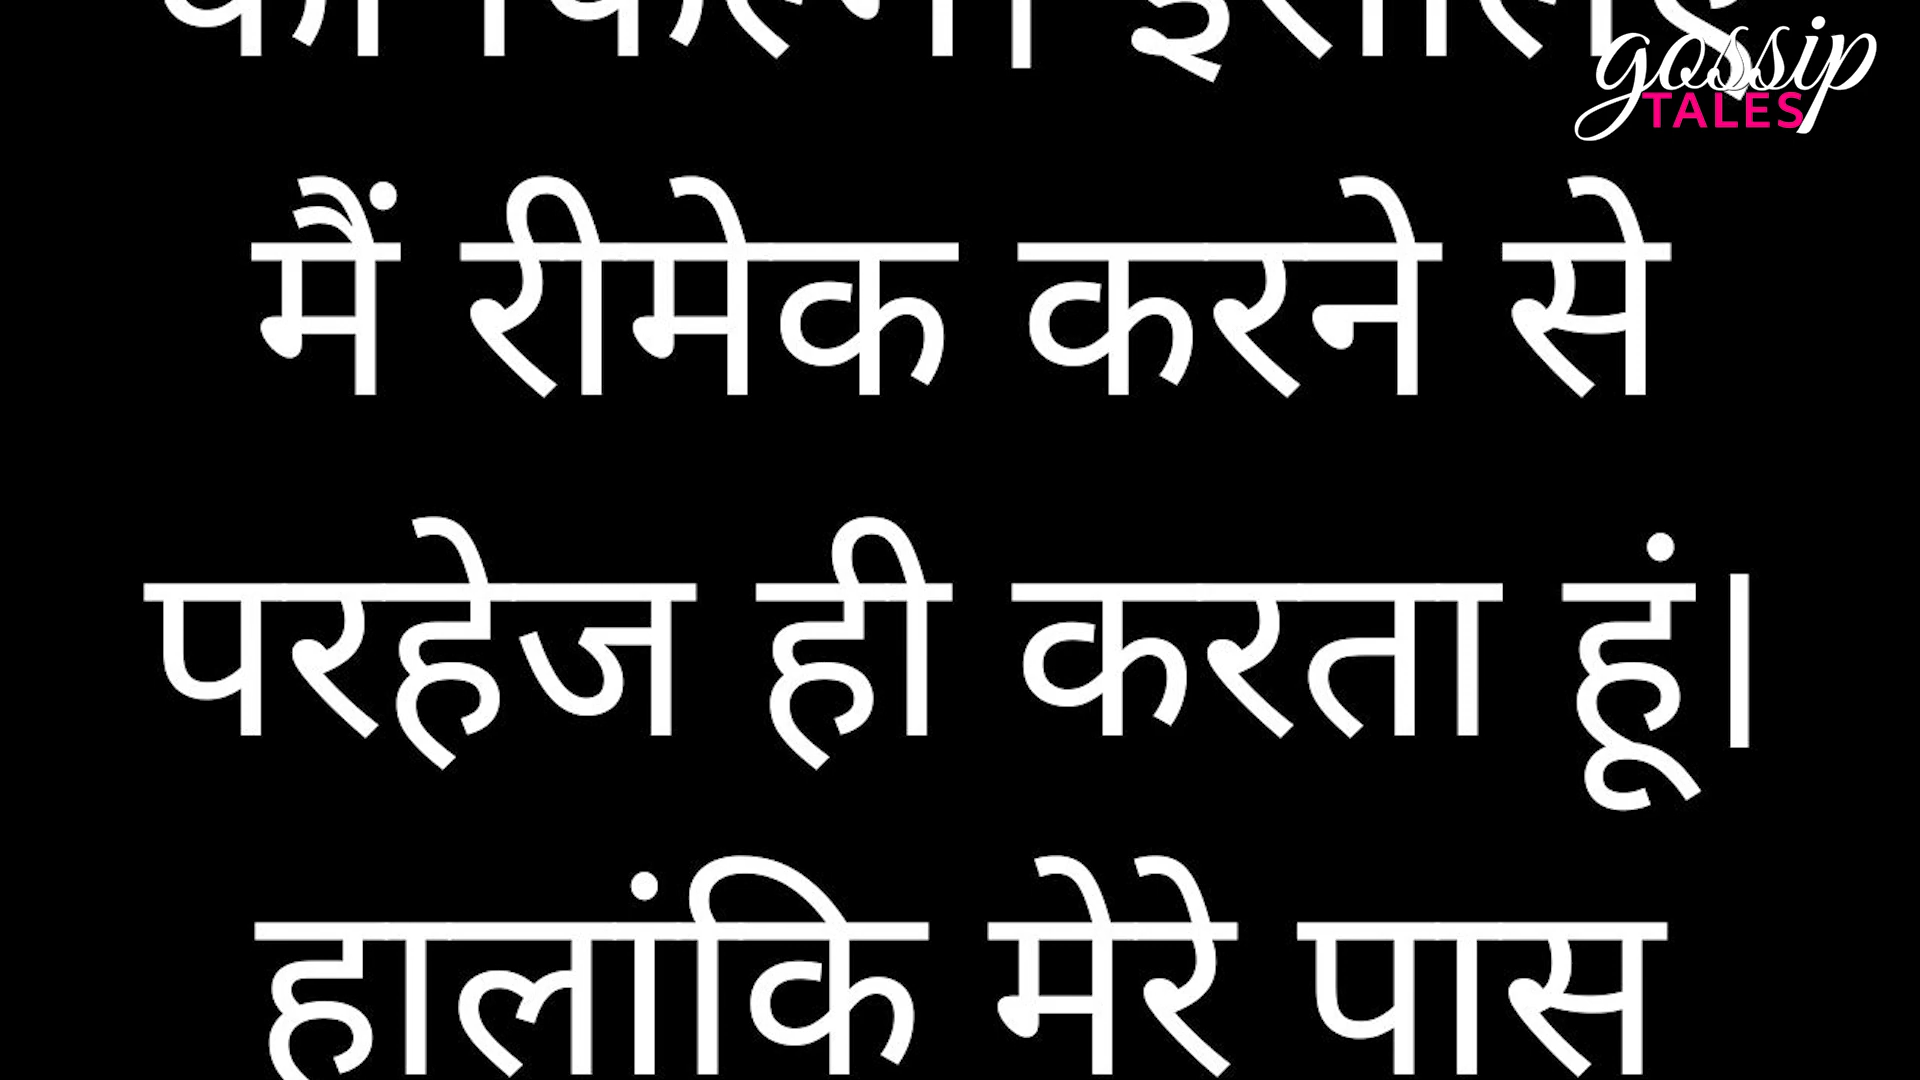 gossip
TALES
मैं रीमेक करने से
परहेज ही करता हूं।
हालांकि मेरे पास